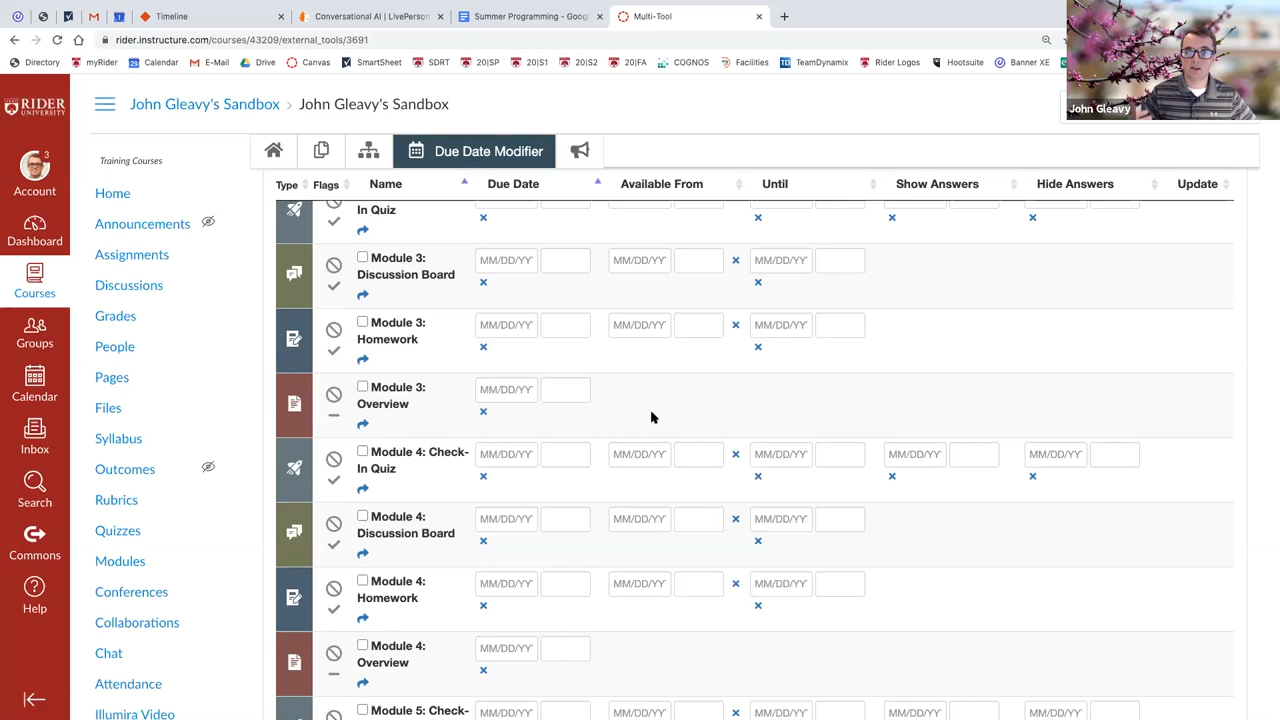 Timeline
Conversational AI | LivePerson
Summer Programming - Goog
Multi-Tool
rider.instructure.com/courses/43209/external_tools/3691
Directory myRider Calendar E-Mail Drive Canvas SmartSheet SDRT 20|SP 20|S1 20|S2 20|FA COGNOS Facilities TeamDynamix Rider Logos Hootsuite Banner XE
John Gleavy
RIDER
UNIVERSITY
3
Account
Dashboard
Courses
Groups
Calendar
Inbox
Search
Commons
Help
John Gleavy's Sandbox > John Gleavy's Sandbox
Training Courses
Home
Announcements
Assignments
Discussions
Grades
People
Pages
Files
Syllabus
Outcomes
Rubrics
Quizzes
Modules
Conferences
Collaborations
Chat
Attendance
Illumira Video
Due Date Modifier
Type Flags Name Due Date Available From Until Show Answers Hide Answers Update
In Quiz
Module 3:
Discussion Board
MM/DD/YY MM/DD/YY MM/DD/YY
Module 3:
Homework
MM/DD/YY MM/DD/YY MM/DD/YY
Module 3:
Overview
MM/DD/YY
Module 4: Check-
In Quiz
MM/DD/YY MM/DD/YY MM/DD/YY MM/DD/YY MM/DD/YY
Module 4:
Discussion Board
MM/DD/YY MM/DD/YY MM/DD/YY
Module 4:
Homework
MM/DD/YY MM/DD/YY MM/DD/YY
Module 4:
Overview
MM/DD/YY
Module 5: Check-
MM/DD/YY MM/DD/YY MM/DD/YY MM/DD/YY MM/DD/YY